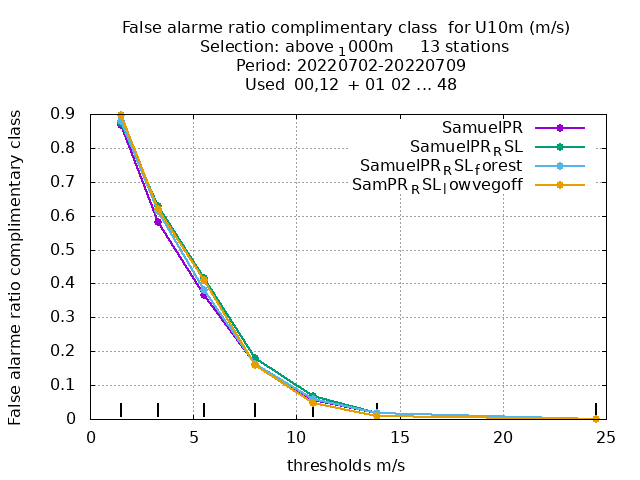 False alarme ratio complimentary class  for U10m (m/s)
Selection: above ₁000m     13 stations
Period: 20220702-20220709
Used  00,12  + 01 02 ... 48
False alarme ratio complimentary class
0.9
0.8
0.7
0.6
0.5
0.4
0.3
0.2
0.1
0
SamuelPR
SamuelPR_RSL
SamuelPR_RSL_forest
SamPR_RSL_lowvegoff
0 5 10 15 20 25
thresholds m/s